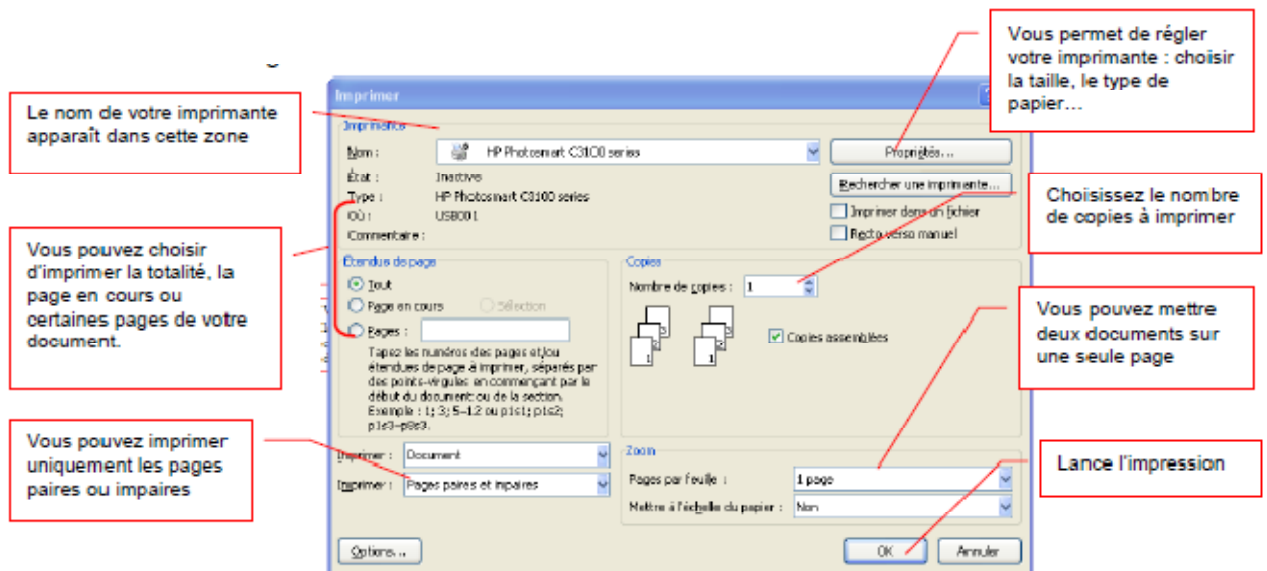 Vous permet de régler
votre imprimante : choisir
la taille, le type de
papier…
Le nom de votre imprimante
apparaît dans cette zone
Imprimer
Imprimante
Nom :
HP Photosmart C3100 series
Propriétés...
État :
Inactive
Rechercher une imprimante...
Type :
HP Photosmart C3100 series
Imprimer dans un fichier
Où :
USB001
Recto verso manuel
Commentaire :
Choisissez le nombre
de copies à imprimer
Vous pouvez choisir
d'imprimer la totalité, la
page en cours ou
certaines pages de votre
document.
Étendue de page
Tout
Page en cours
Sélection
Pages :
Tapez les numéros des pages et/ou
étendues de page à imprimer, séparés par
des points-virgules en commençant par le
début du document ou de la section.
Exemple : 1; 3; 5–12 ou p1s1; p1s2;
p1s3–p8s3.
Copies
Nombre de copies :
1
Copies assemblées
Vous pouvez mettre
deux documents sur
une seule page
Vous pouvez imprimer
uniquement les pages
paires ou impaires
Imprimer :
Document
Imprimer :
Pages paires et impaires
Zoom
Pages par feuille :
1 page
Mettre à l'échelle du papier :
Non
Lance l'impression
Options...
OK
Annuler